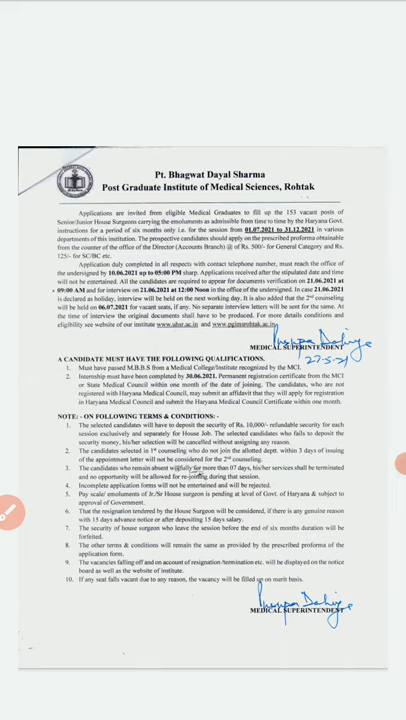 Pt. Bhagwat Dayal Sharma
Post Graduate Institute of Medical Sciences, Rohtak
Applications are invited from eligible Medical Graduates to fill up the 153 vacant posts of
Senior/Junior House Surgeons carrying the emoluments as admissible from time to time by the Haryana Govt.
instructions for a period of six months only i.e. for the session from 01.07.2021 to 31.12.2021 in various
departments of this institution. The prospective candidates should apply on the prescribed proforma obtainable
from the counter of the office of the Director (Accounts Branch) @ of Rs. 500/- for General Category and Rs.
125/- for SC/BC etc.
Application duly completed in all respects with contact telephone number, must reach the office of
the undersigned by 10.06.2021 up to 05:00 PM sharp. Applications received after the stipulated date and time
will not be entertained. All the candidates are required to appear for documents verification on 21.06.2021 at
09:00 AM and for interview on 21.06.2021 at 12:00 Noon in the office of the undersigned. In case 21.06.2021
is declared as holiday, interview will be held on the next working day. It is also added that the 2nd counseling
will be held on 06.07.2021 for vacant seats, if any. No separate interview letters will be sent for the same. At
the time of interview the original documents shall have to be produced. For more details conditions and
eligibility see website of our institute www.uhsr.ac.in and www.pgimsrohtak.ac.in.
Puspa Dahiya
MEDICAL SUPERINTENDENT
27-5-21
A CANDIDATE MUST HAVE THE FOLLOWING QUALIFICATIONS.
1. Must have passed M.B.B.S from a Medical College/Institute recognized by the MCI.
2. Internship must have been completed by 30.06.2021. Permanent registration certificate from the MCI
or State Medical Council within one month of the date of joining. The candidates, who are not
registered with Haryana Medical Council, may submit an affidavit that they will apply for registration
in Haryana Medical Council and submit the Haryana Medical Council Certificate within one month.
NOTE: - ON FOLLOWING TERMS & CONDITIONS: -
1. The selected candidates will have to deposit the security of Rs. 10,000/- refundable security for each
session exclusively and separately for House Job. The selected candidates who fails to deposit the
security money, his/her selection will be cancelled without assigning any reason.
2. The candidates selected in 1st counseling who do not join the allotted deptt. within 3 days of issuing
of the appointment letter will not be considered for the 2nd counseling.
3. The candidates who remain absent wilfully for more than 07 days, his/her services shall be terminated
and no opportunity will be allowed for re-joining during that session.
4. Incomplete application forms will not be entertained and will be rejected.
5. Pay scale/ emoluments of Jr./Sr House surgeon is pending at level of Govt. of Haryana & subject to
approval of Government.
6. That the resignation tendered by the House Surgeon will be considered, if there is any genuine reason
with 15 days advance notice or after depositing 15 days salary.
7. The security of house surgeon who leave the session before the end of six months duration will be
forfeited.
8. The other terms & conditions will remain the same as provided by the prescribed proforma of the
application form.
9. The vacancies falling off and on account of resignation/termination etc. will be displayed on the notice
board as well as the website of institute.
10. If any seat falls vacant due to any reason, the vacancy will be filled up on merit basis.
Puspa Dahiya
MEDICAL SUPERINTENDENT